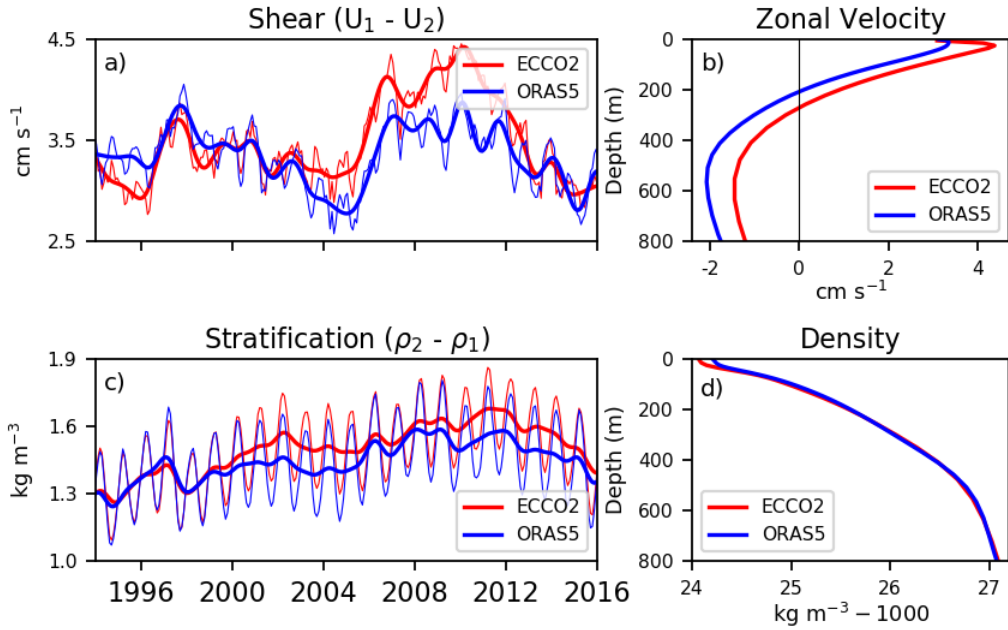 Shear (U₁ - U₂)
a)
4.5
3.5
2.5
cm s⁻¹
ECCO2
ORAS5
Zonal Velocity
b)
0
200
400
600
800
Depth (m)
ECCO2
ORAS5
-2 0 2 4
cm s⁻¹
Stratification (ρ₂ - ρ₁)
c)
1.9
1.6
1.3
1.0
kg m⁻³
ECCO2
ORAS5
1996 2000 2004 2008 2012 2016
Density
d)
0
200
400
600
800
Depth (m)
ECCO2
ORAS5
24 25 26 27
kg m⁻³ − 1000